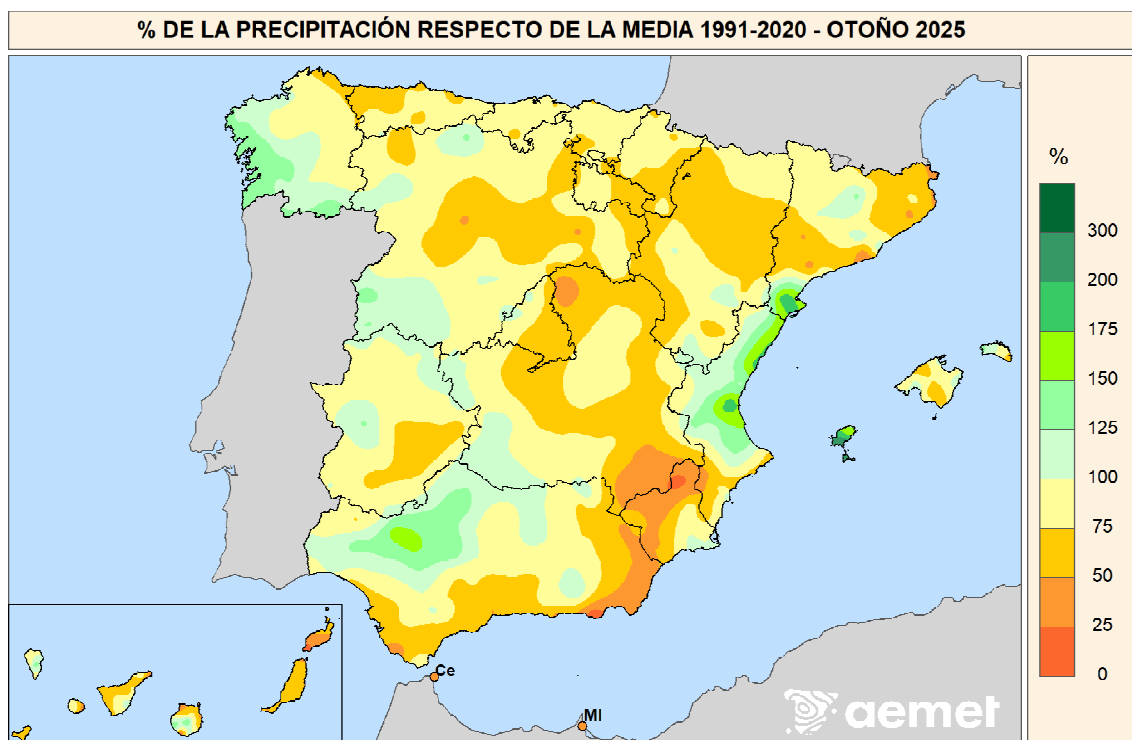 % DE LA PRECIPITACIÓN RESPECTO DE LA MEDIA 1991-2020 - OTOÑO 2025
%
300
200
175
150
125
100
75
50
25
0
Ce
Ml
aemet